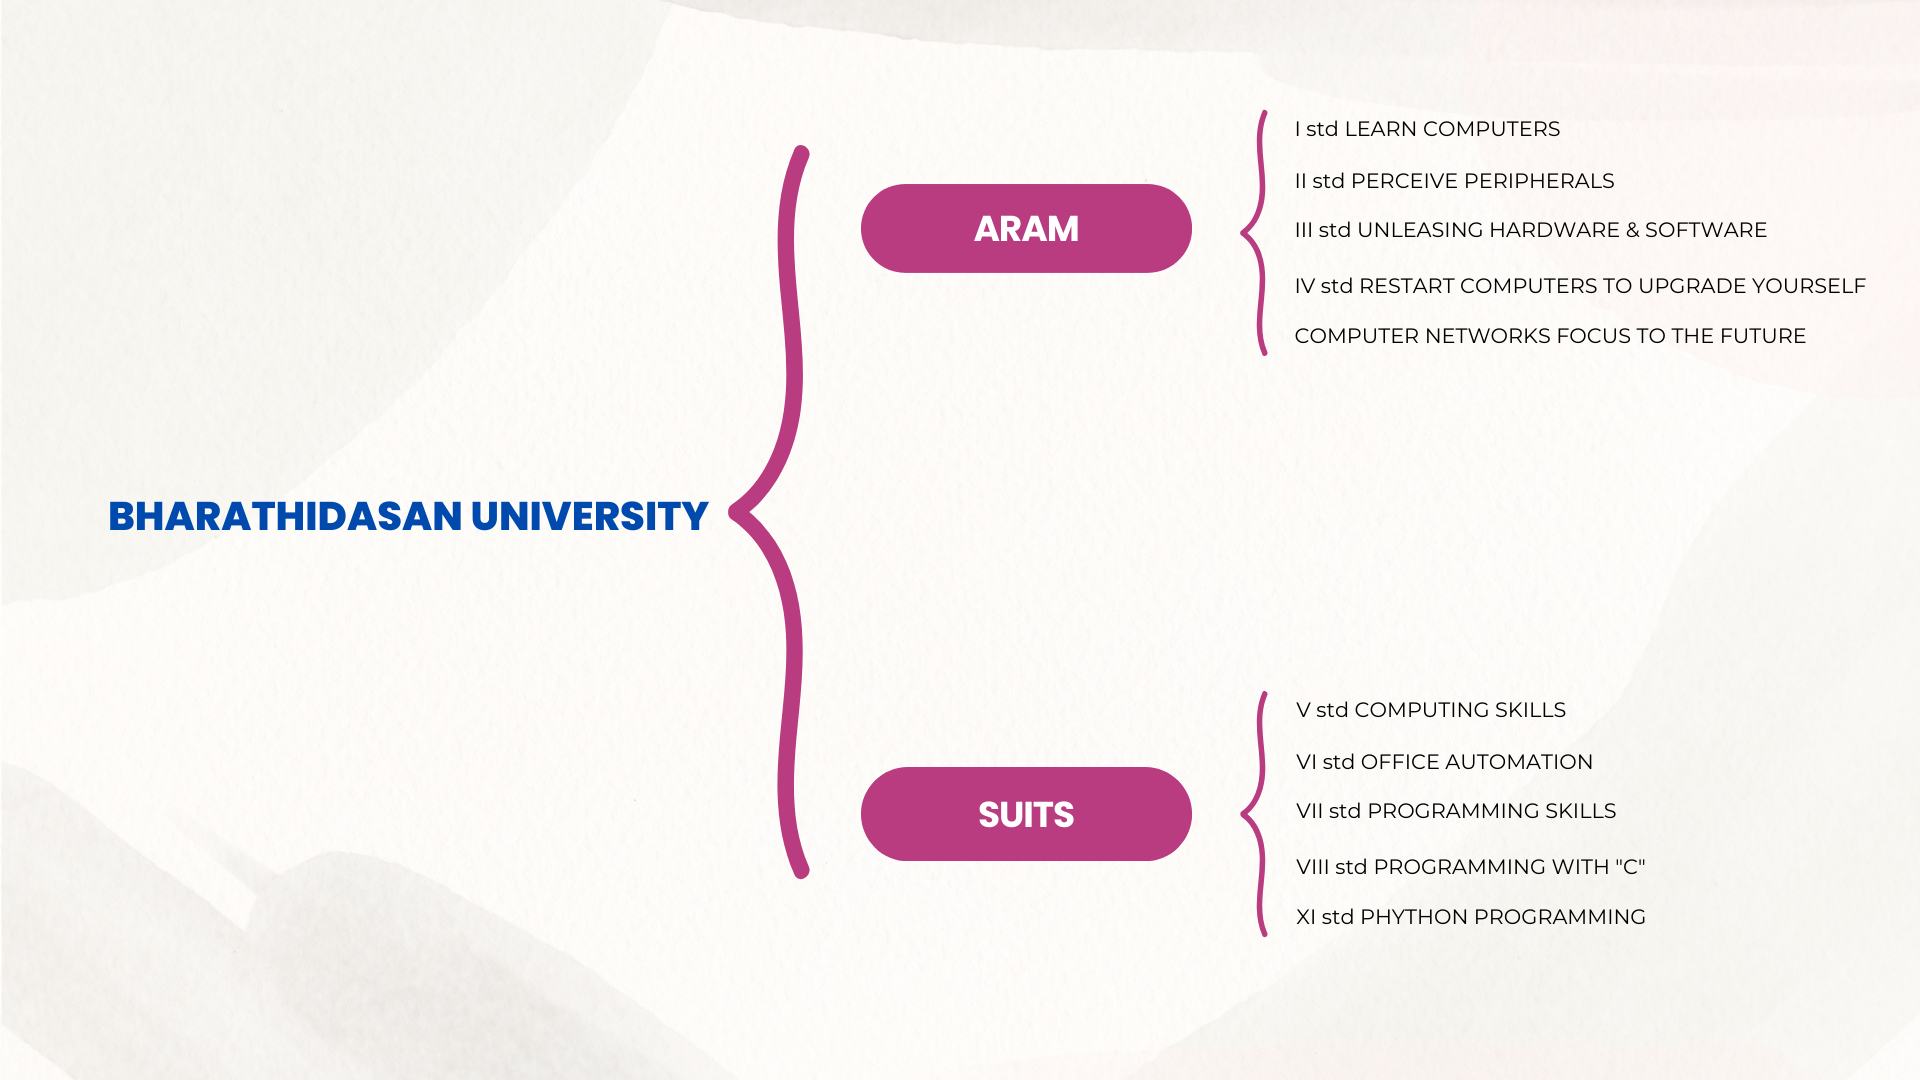 BHARATHIDASAN UNIVERSITY
ARAM
I std LEARN COMPUTERS
II std PERCEIVE PERIPHERALS
III std UNLEASING HARDWARE & SOFTWARE
IV std RESTART COMPUTERS TO UPGRADE YOURSELF
COMPUTER NETWORKS FOCUS TO THE FUTURE
SUITS
V std COMPUTING SKILLS
VI std OFFICE AUTOMATION
VII std PROGRAMMING SKILLS
VIII std PROGRAMMING WITH "C"
XI std PHYTHON PROGRAMMING